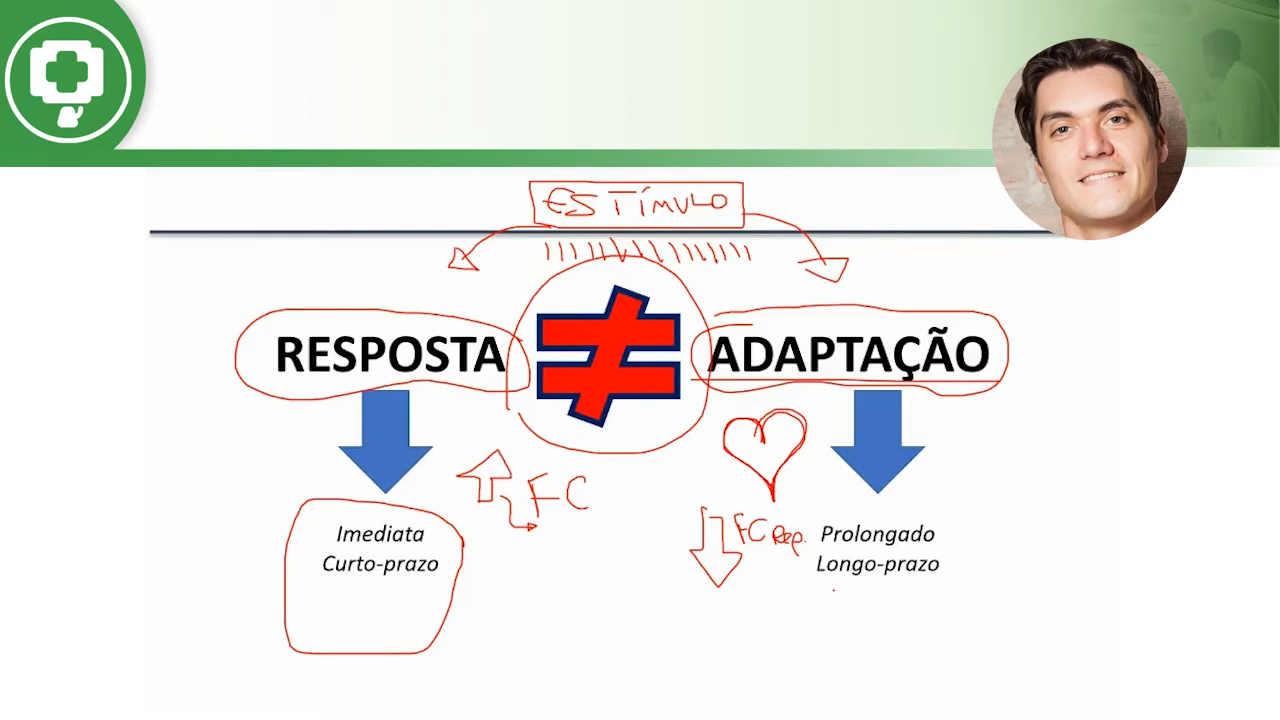 ESTÍMULO
RESPOSTA
ADAPTAÇÃO
FC
FC Rep.
Imediata
Curto-prazo
Prolongado
Longo-prazo